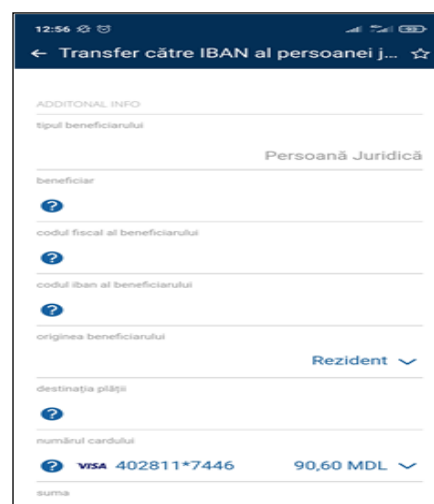 12:56
Transfer către IBAN al persoanei j...
ADDITONAL INFO
tipul beneficiarului
Persoană Juridică
beneficiar
?
codul fiscal al beneficiarului
?
codul iban al beneficiarului
?
originea beneficiarului
Rezident
destinația plății
?
numărul cardului
? VISA 402811*7446 90,60 MDL
suma